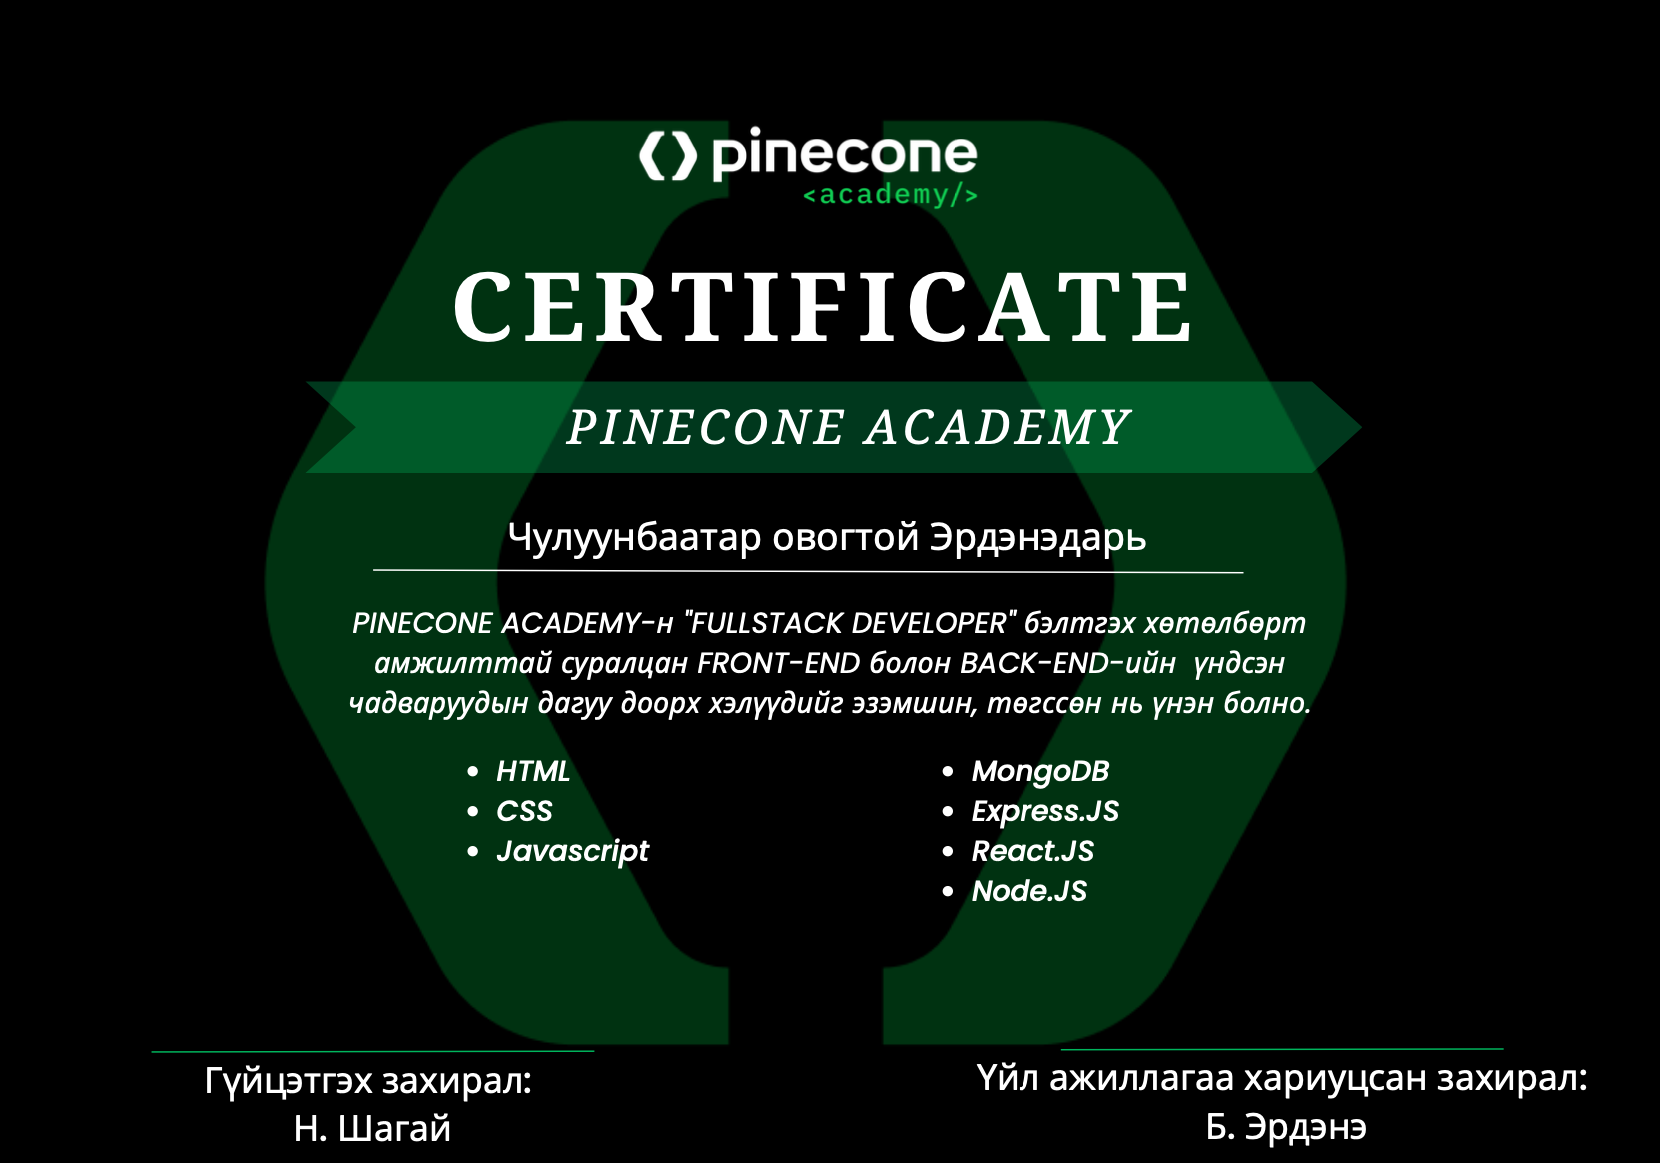 pinecone
<academy/>
CERTIFICATE
PINECONE ACADEMY
Чулуунбаатар овогтой Эрдэнэдарь
PINECONE ACADEMY-н "FULLSTACK DEVELOPER" бэлтгэх хөтөлбөрт
амжилттай суралцан FRONT-END болон BACK-END-ийн үндсэн
чадваруудын дагуу доорх хэлүүдийг эзэмшин, төгссөн нь үнэн болно.
• HTML
• CSS
• Javascript
• MongoDB
• Express.JS
• React.JS
• Node.JS
Гүйцэтгэх захирал:
Н. Шагай
Үйл ажиллагаа хариуцсан захирал:
Б. Эрдэнэ